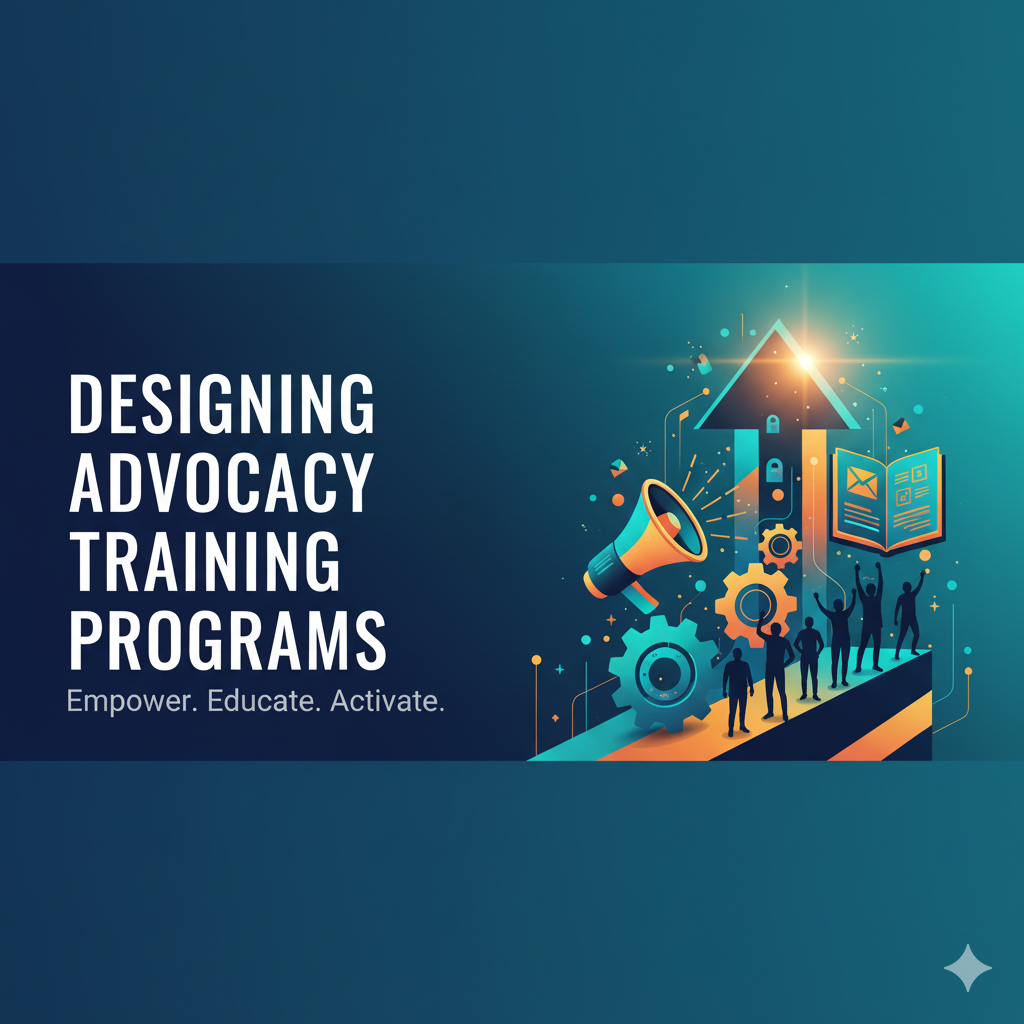 DESIGNING
ADVOCACY
TRAINING
PROGRAMS
Empower. Educate. Activate.